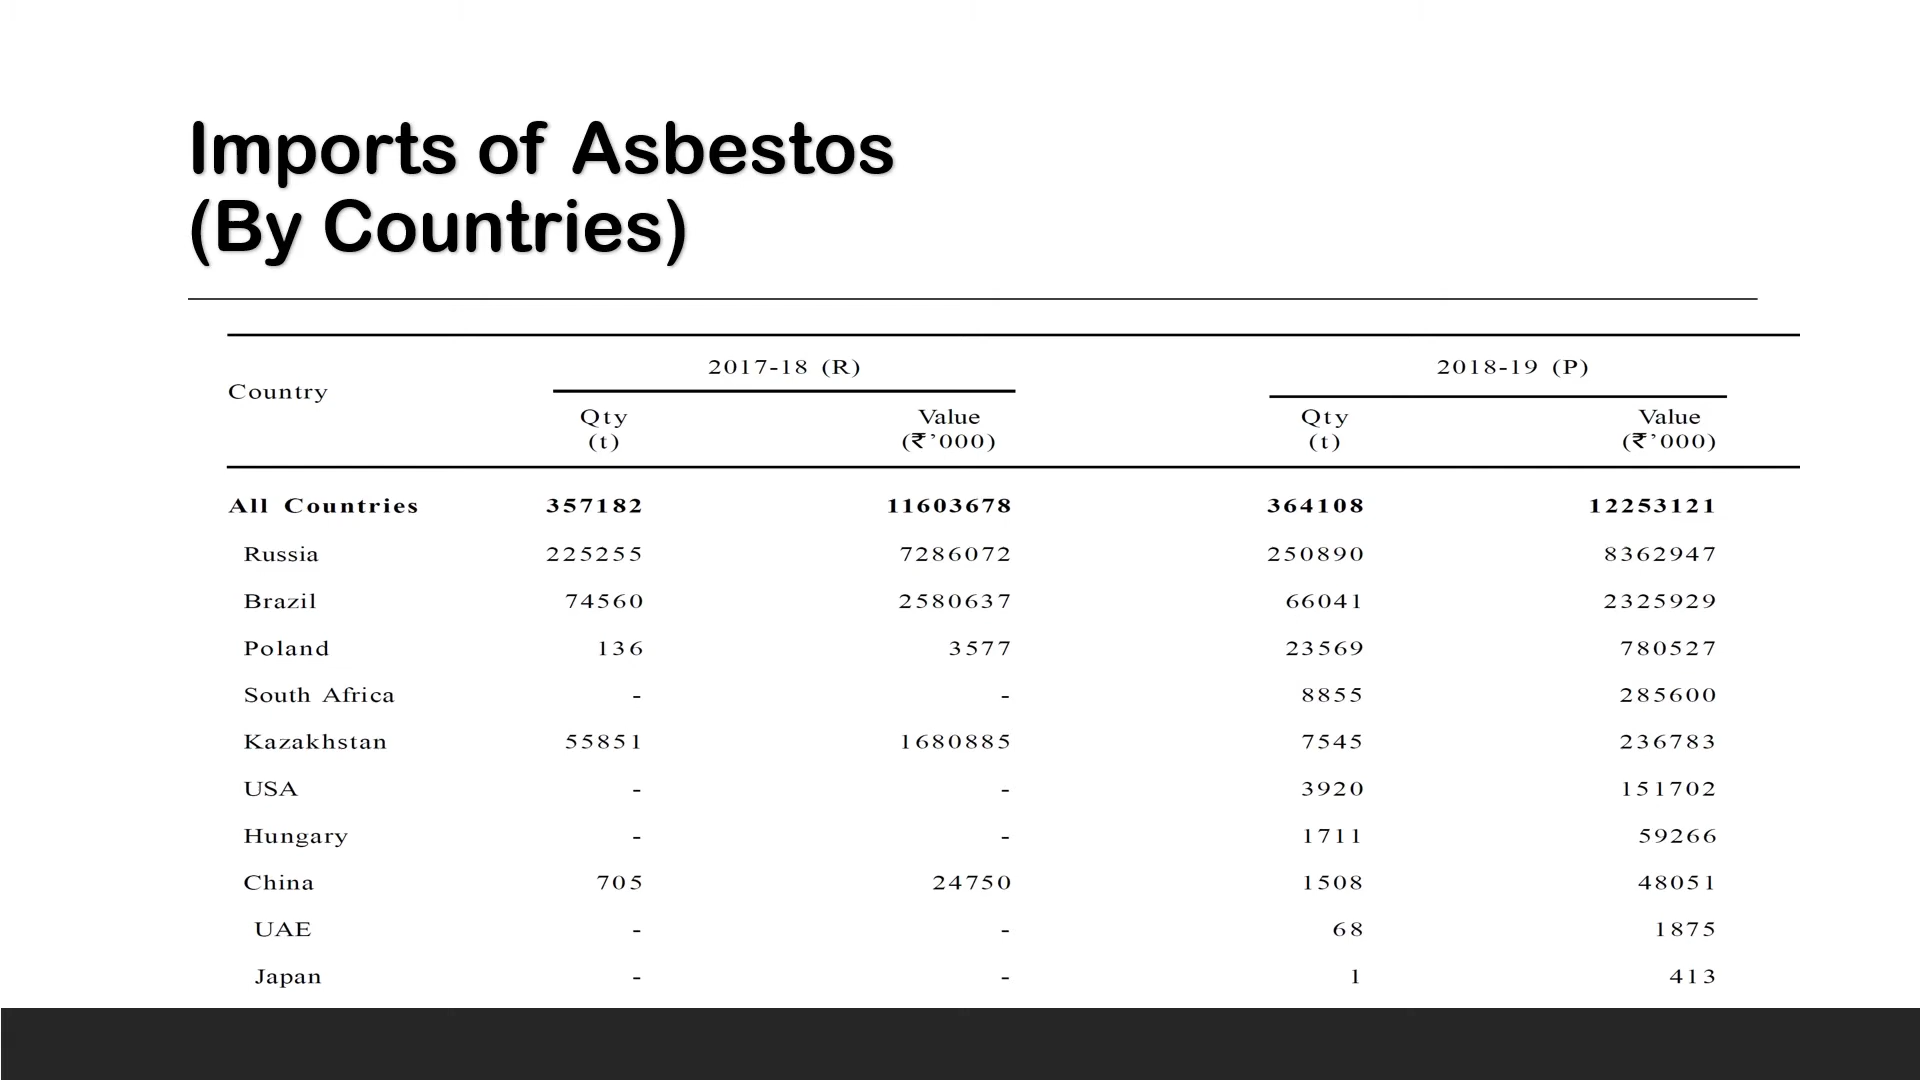 Imports of Asbestos
(By Countries)
Country 2017-18 (R) 2018-19 (P)
Qty Value Qty Value
(t) (₹’000) (t) (₹’000)
All Countries 357182 11603678 364108 12253121
Russia 225255 7286072 250890 8362947
Brazil 74560 2580637 66041 2325929
Poland 136 3577 23569 780527
South Africa - - 8855 285600
Kazakhstan 55851 1680885 7545 236783
USA - - 3920 151702
Hungary - - 1711 59266
China 705 24750 1508 48051
UAE - - 68 1875
Japan - - 1 413